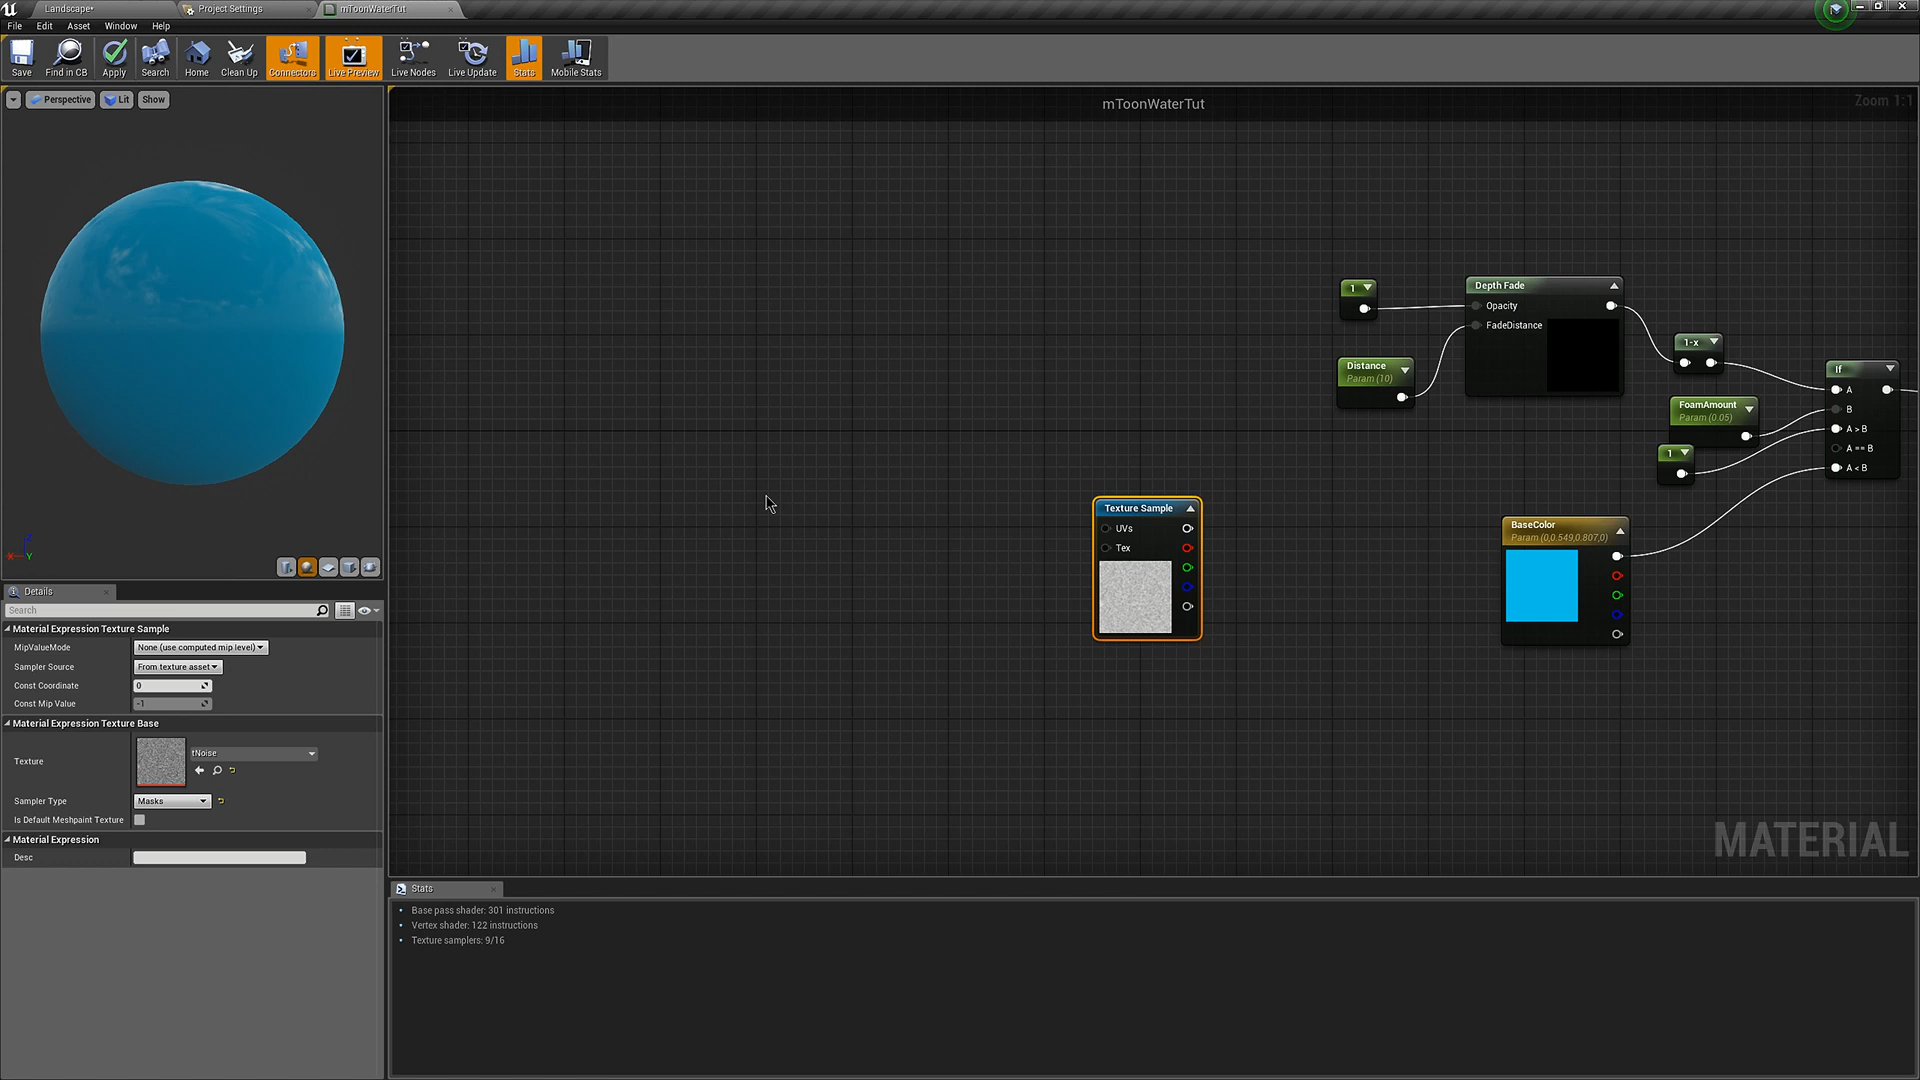 Landscape*
Project Settings
mToonWaterTut
File Edit Asset Window Help
Save Find in CB Apply Search Home Clean Up Connectors Live Preview Live Nodes Live Update Stats Mobile Stats
Perspective Lit Show
mToonWaterTut
Zoom 1:1
1
Depth Fade
Opacity
FadeDistance
Distance
Param (10)
1-x
If
A
B
A > B
A == B
A < B
FoamAmount
Param (0.05)
1
Texture Sample
UVs
Tex
BaseColor
Param (0,0.549,0.807,0)
X
Y
Z
Details
Search
Material Expression Texture Sample
MipValueMode None (use computed mip level)
Sampler Source From texture asset
Const Coordinate 0
Const Mip Value -1
Material Expression Texture Base
Texture tNoise
Sampler Type Masks
Is Default Meshpaint Texture
Material Expression
Desc
MATERIAL
Stats
Base pass shader: 301 instructions
Vertex shader: 122 instructions
Texture samplers: 9/16